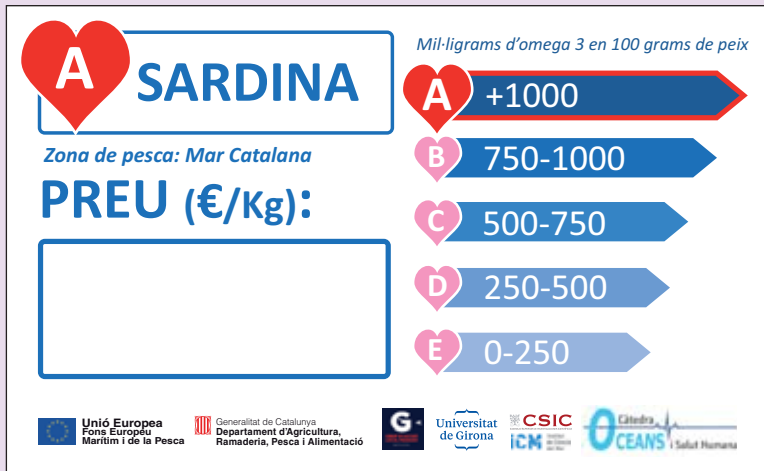 A SARDINA
Zona de pesca: Mar Catalana
PREU (€/Kg):
Mil·ligrams d’omega 3 en 100 grams de peix
A +1000
B 750-1000
C 500-750
D 250-500
E 0-250
Unió Europea
Fons Europeu
Marítim i de la Pesca
Generalitat de Catalunya
Departament d'Agricultura,
Ramaderia, Pesca i Alimentació
G
Universitat
de Girona
CSIC
iCM
Càtedra
OCEANS i Salut Humana